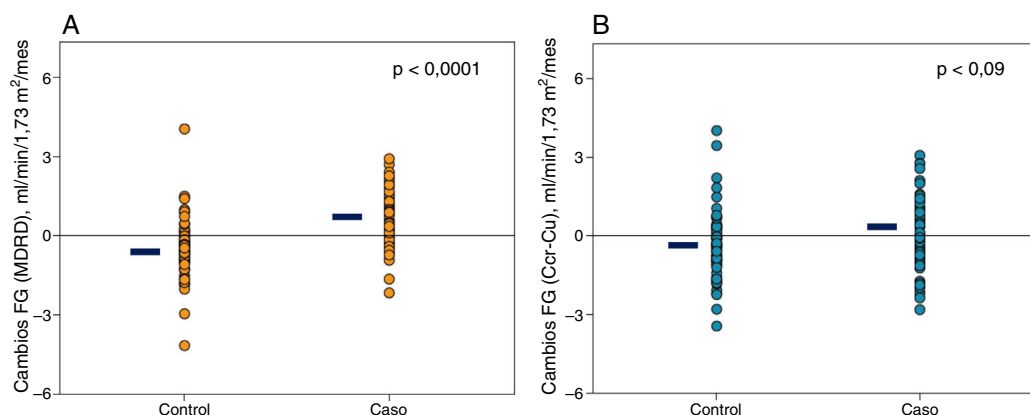 A
Cambios FG (MDRD), ml/min/1,73 m²/mes
6
3
0
–3
–6
p < 0,0001
Control
Caso
B
Cambios FG (Ccr-Cu), ml/min/1,73 m²/mes
6
3
0
–3
–6
p < 0,09
Control
Caso